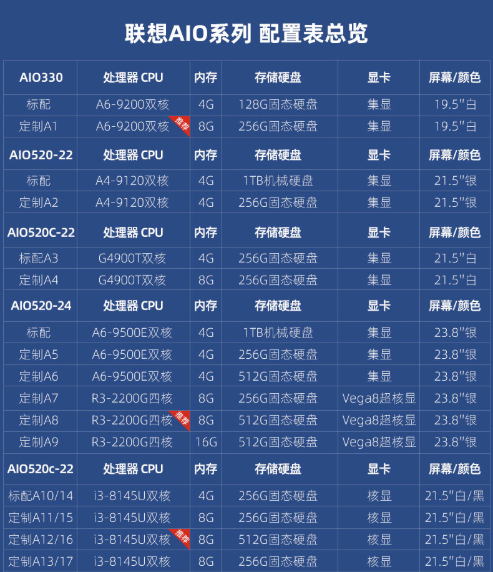 联想AIO系列 配置表总览
AIO330 处理器 CPU 内存 存储硬盘 显卡 屏幕/颜色
标配 A6-9200双核 4G 128G固态硬盘 集显 19.5"白
定制A1 A6-9200双核 推荐 8G 256G固态硬盘 集显 19.5"白
AIO520-22 处理器 CPU 内存 存储硬盘 显卡 屏幕/颜色
标配 A4-9120双核 4G 1TB机械硬盘 集显 21.5"银
定制A2 A4-9120双核 4G 256G固态硬盘 集显 21.5"银
AIO520C-22 处理器 CPU 内存 存储硬盘 显卡 屏幕/颜色
标配A3 G4900T双核 4G 256G固态硬盘 集显 21.5"白
定制A4 G4900T双核 8G 256G固态硬盘 集显 21.5"白
AIO520-24 处理器 CPU 内存 存储硬盘 显卡 屏幕/颜色
标配 A6-9500E双核 4G 1TB机械硬盘 集显 23.8"银
定制A5 A6-9500E双核 4G 256G固态硬盘 集显 23.8"银
定制A6 A6-9500E双核 4G 512G固态硬盘 集显 23.8"银
定制A7 R3-2200G四核 8G 256G固态硬盘 Vega8超核显 23.8"银
定制A8 R3-2200G四核 推荐 8G 512G固态硬盘 Vega8超核显 23.8"银
定制A9 R3-2200G四核 16G 512G固态硬盘 Vega8超核显 23.8"银
AIO520c-22 处理器 CPU 内存 存储硬盘 显卡 屏幕/颜色
标配A10/14 i3-8145U双核 4G 256G固态硬盘 核显 21.5"白/黑
定制A11/15 i3-8145U双核 8G 256G固态硬盘 核显 21.5"白/黑
定制A12/16 i3-8145U双核 推荐 8G 512G固态硬盘 核显 21.5"白/黑
定制A13/17 i3-8145U双核 8G 256G固态硬盘 核显 21.5"白/黑